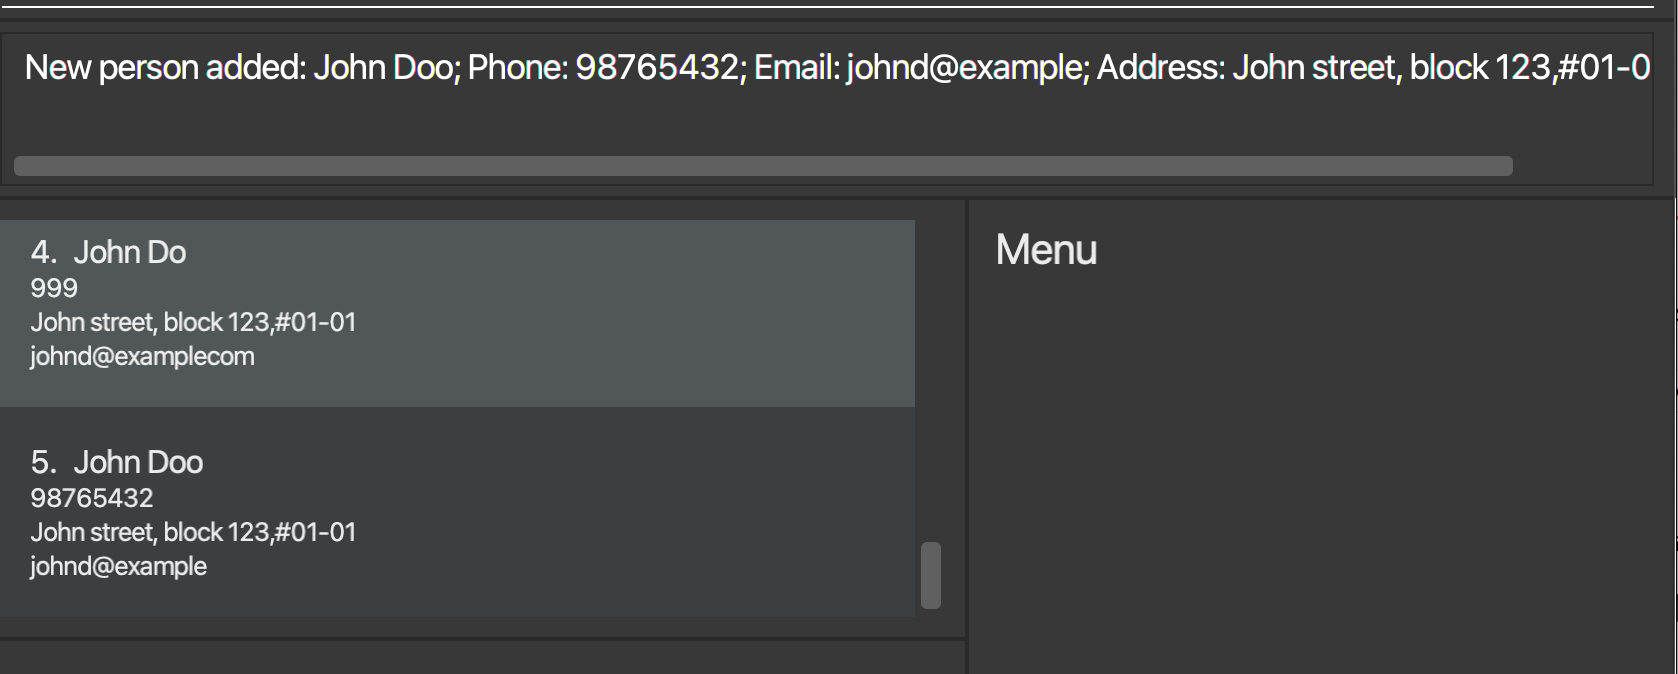 New person added: John Doo; Phone: 98765432; Email: johnd@example; Address: John street, block 123,#01-0
4. John Do
999
John street, block 123,#01-01
johnd@examplecom
5. John Doo
98765432
John street, block 123,#01-01
johnd@example
Menu